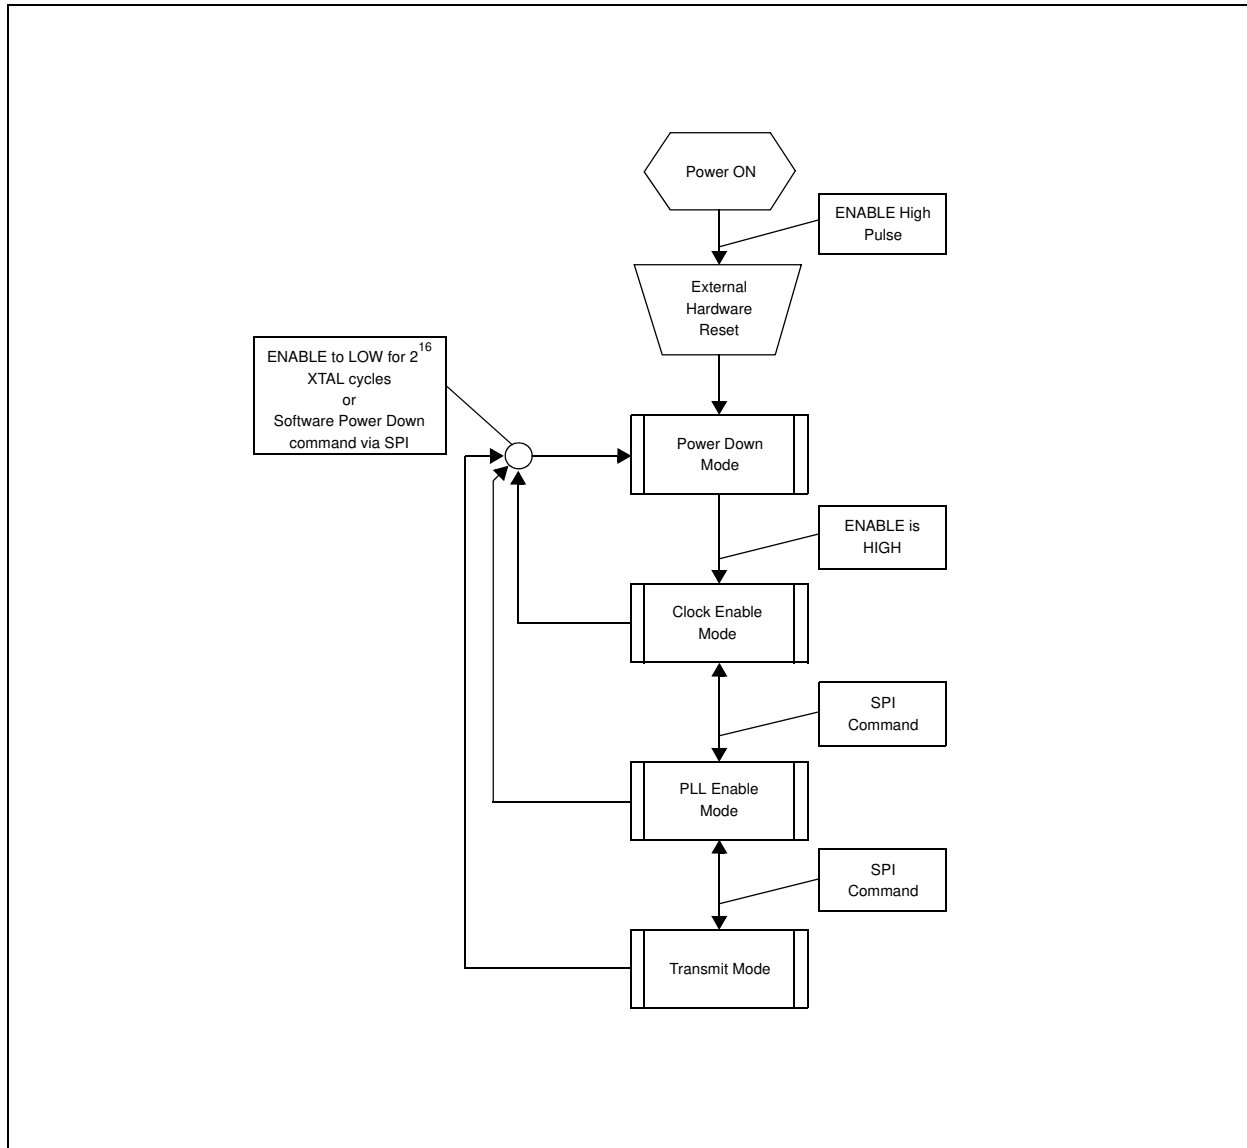 Power ON
ENABLE High
Pulse
External
Hardware
Reset
ENABLE to LOW for 2^16
XTAL cycles
or
Software Power Down
command via SPI
Power Down
Mode
ENABLE is
HIGH
Clock Enable
Mode
SPI
Command
PLL Enable
Mode
SPI
Command
Transmit Mode